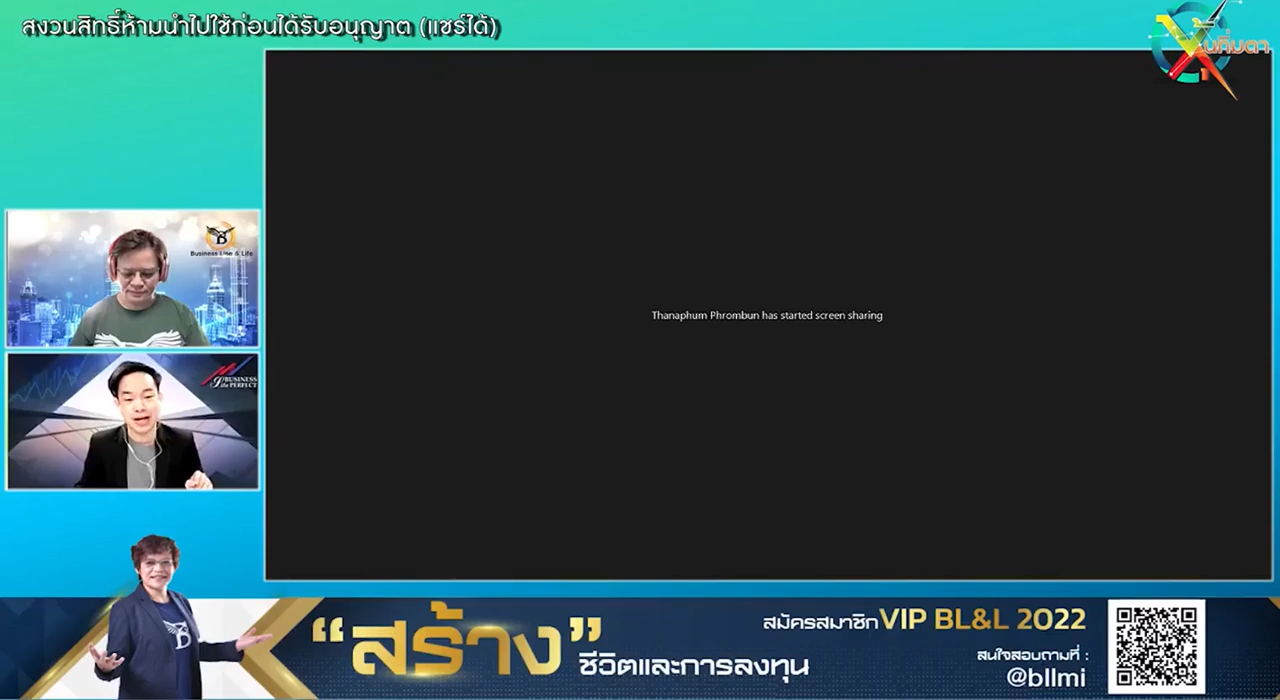 สงวนสิทธิ์ห้ามนำไปใช้ก่อนได้รับอนุญาต (แชร์ได้)
Business Line & Life
BUSINESS
Life PERFECT
Thanaphum Phrombun has started screen sharing
“สร้าง”
ชีวิตและการลงทุน
สมัครสมาชิก VIP BL&L 2022
สนใจสอบถามที่ :
@bllmi